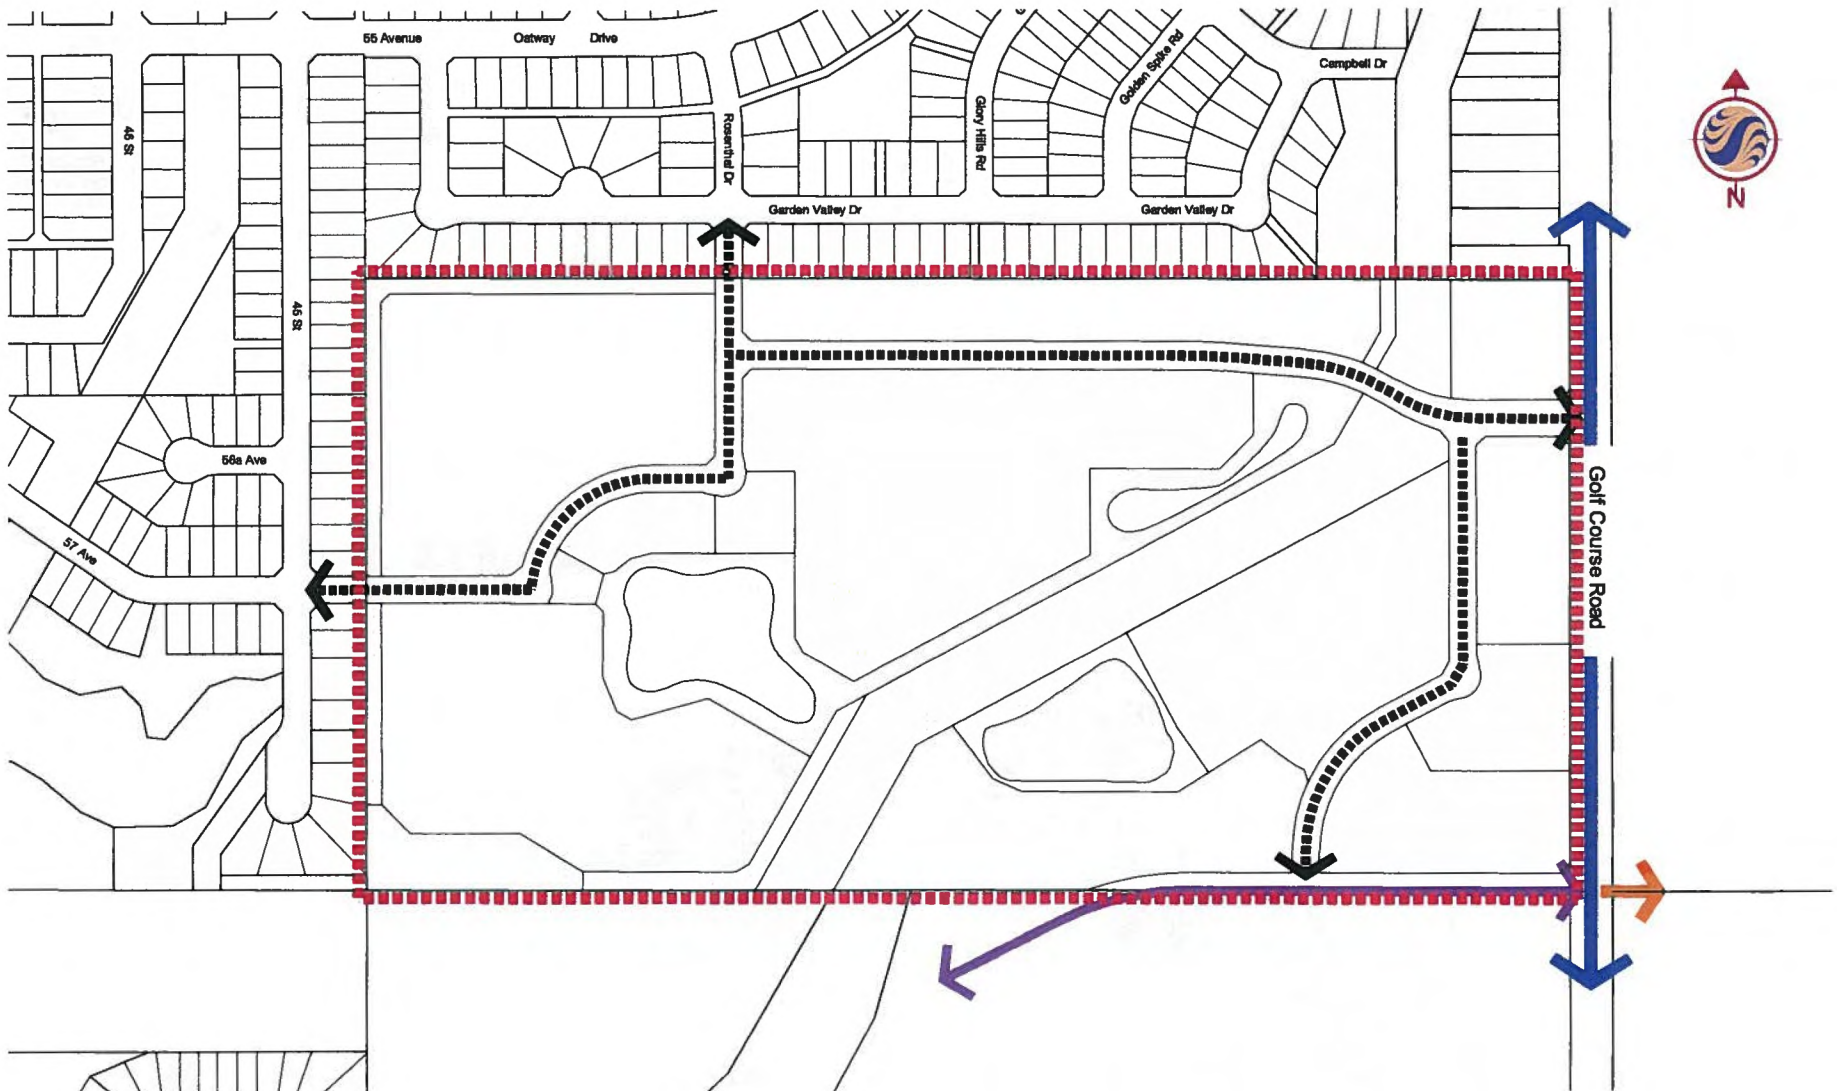 55 Avenue
Oatway
Drive
Campbell Dr
Golden Spike Rd
Glory Hills Rd
46 St
Rosenthal Dr
Garden Valley Dr
Garden Valley Dr
N
45 St
56a Ave
57 Ave
Golf Course Road